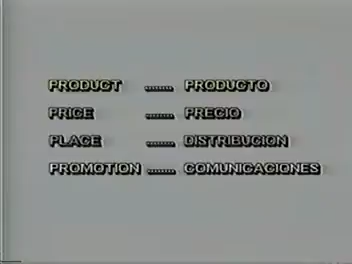 PRODUCT ....... PRODUCTO
PRICE ....... PRECIO
PLACE ....... DISTRIBUCION
PROMOTION ....... COMUNICACIONES